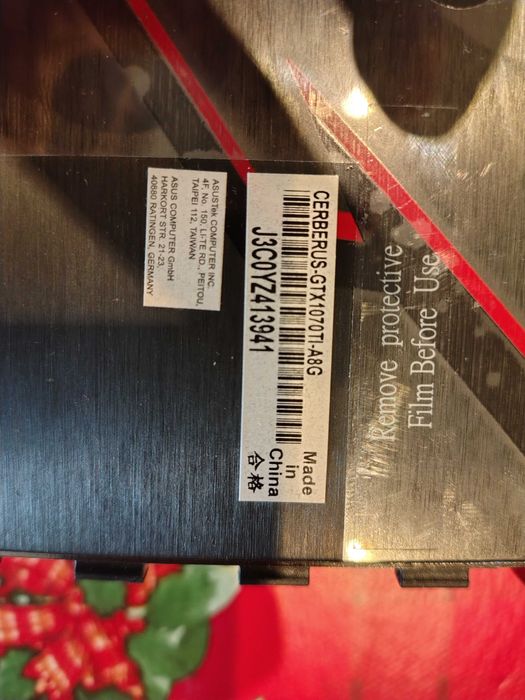 CERBERUS-GTX1070TI-A8G
J3C0YZ413941
Made
in
China
合格
ASUSTek COMPUTER INC.
4F, No. 150, LI-TE RD., PEITOU,
TAIPEI 112, TAIWAN
ASUS COMPUTER GmbH
HARKORT STR. 21-23,
40880 RATINGEN, GERMANY
Remove protective
Film Before Use